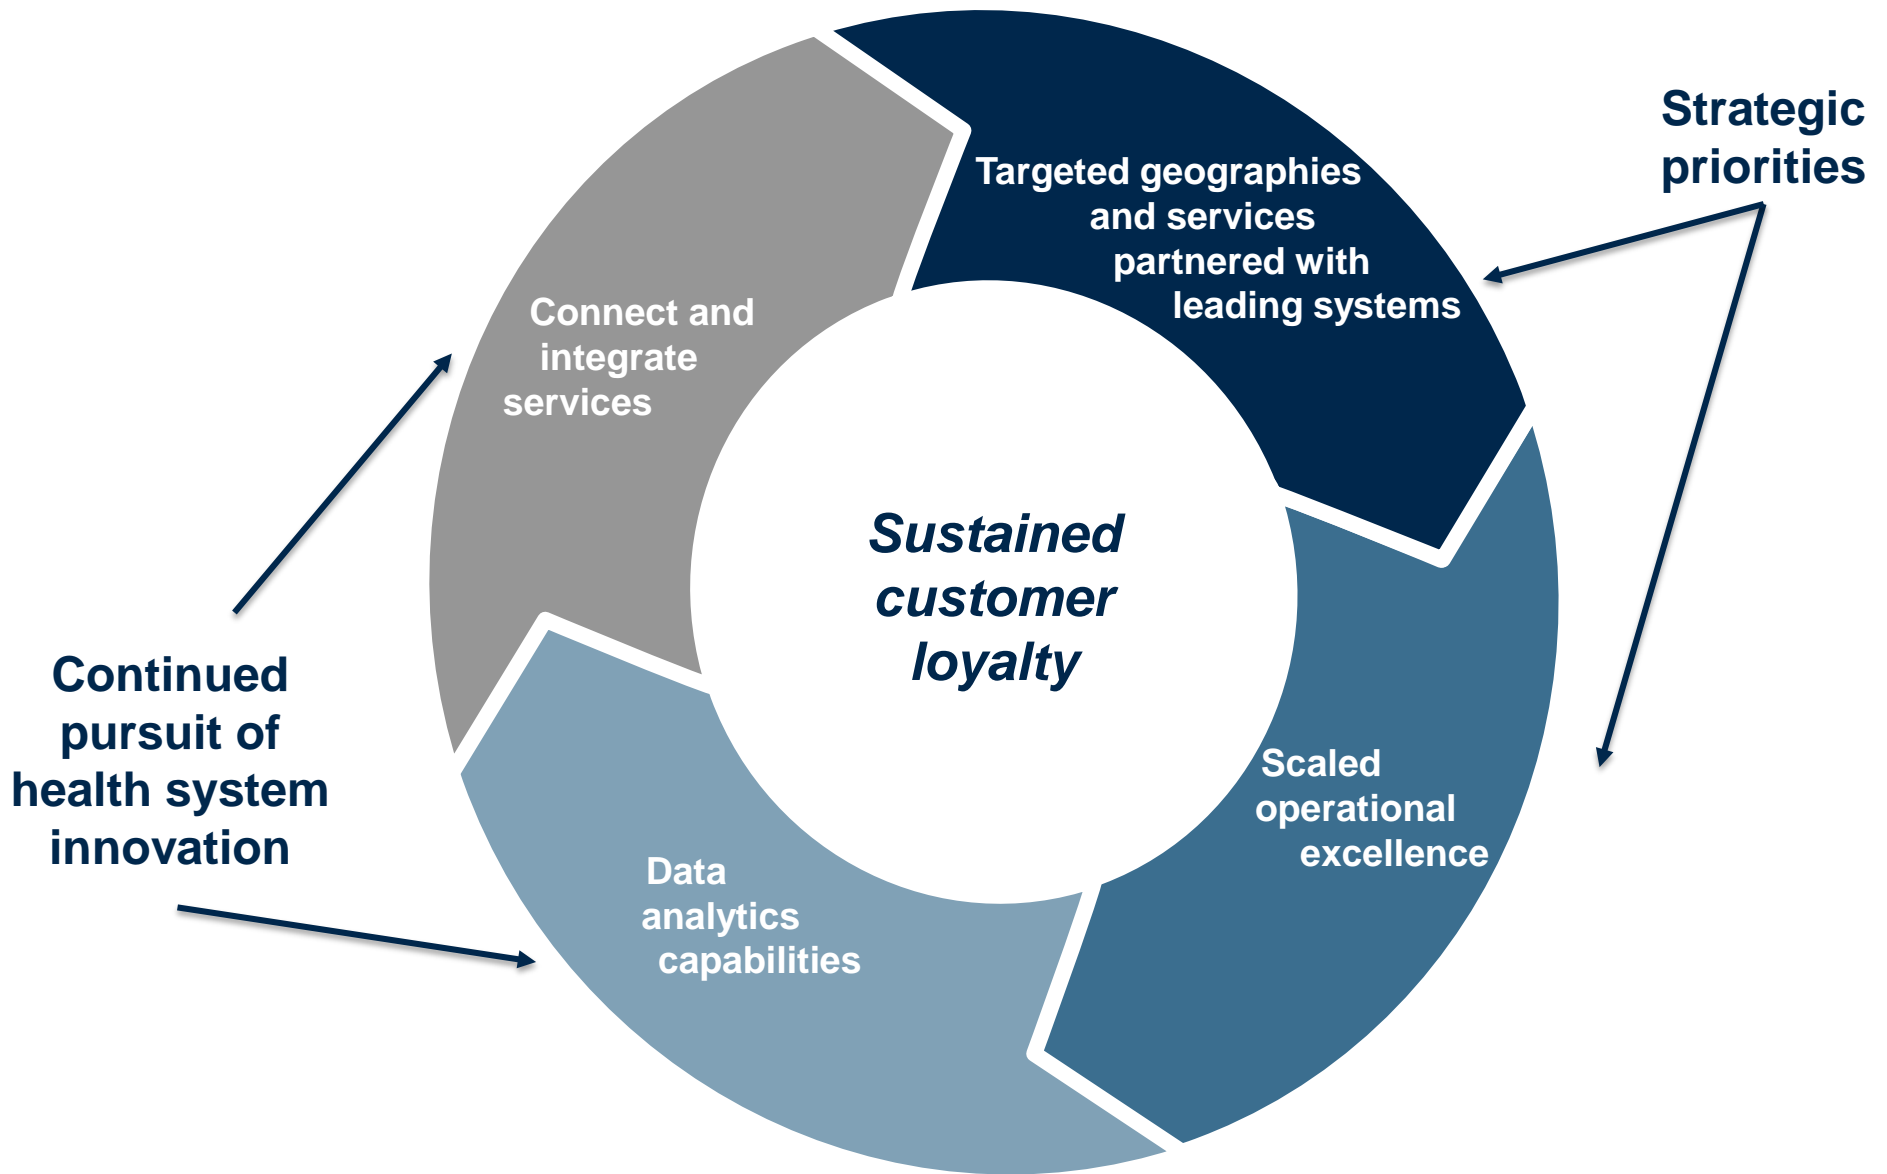 Strategic
priorities
Targeted geographies
and services
partnered with
leading systems
Connect and
integrate
services
Sustained
customer
loyalty
Continued
pursuit of
health system
innovation
Scaled
operational
excellence
Data
analytics
capabilities